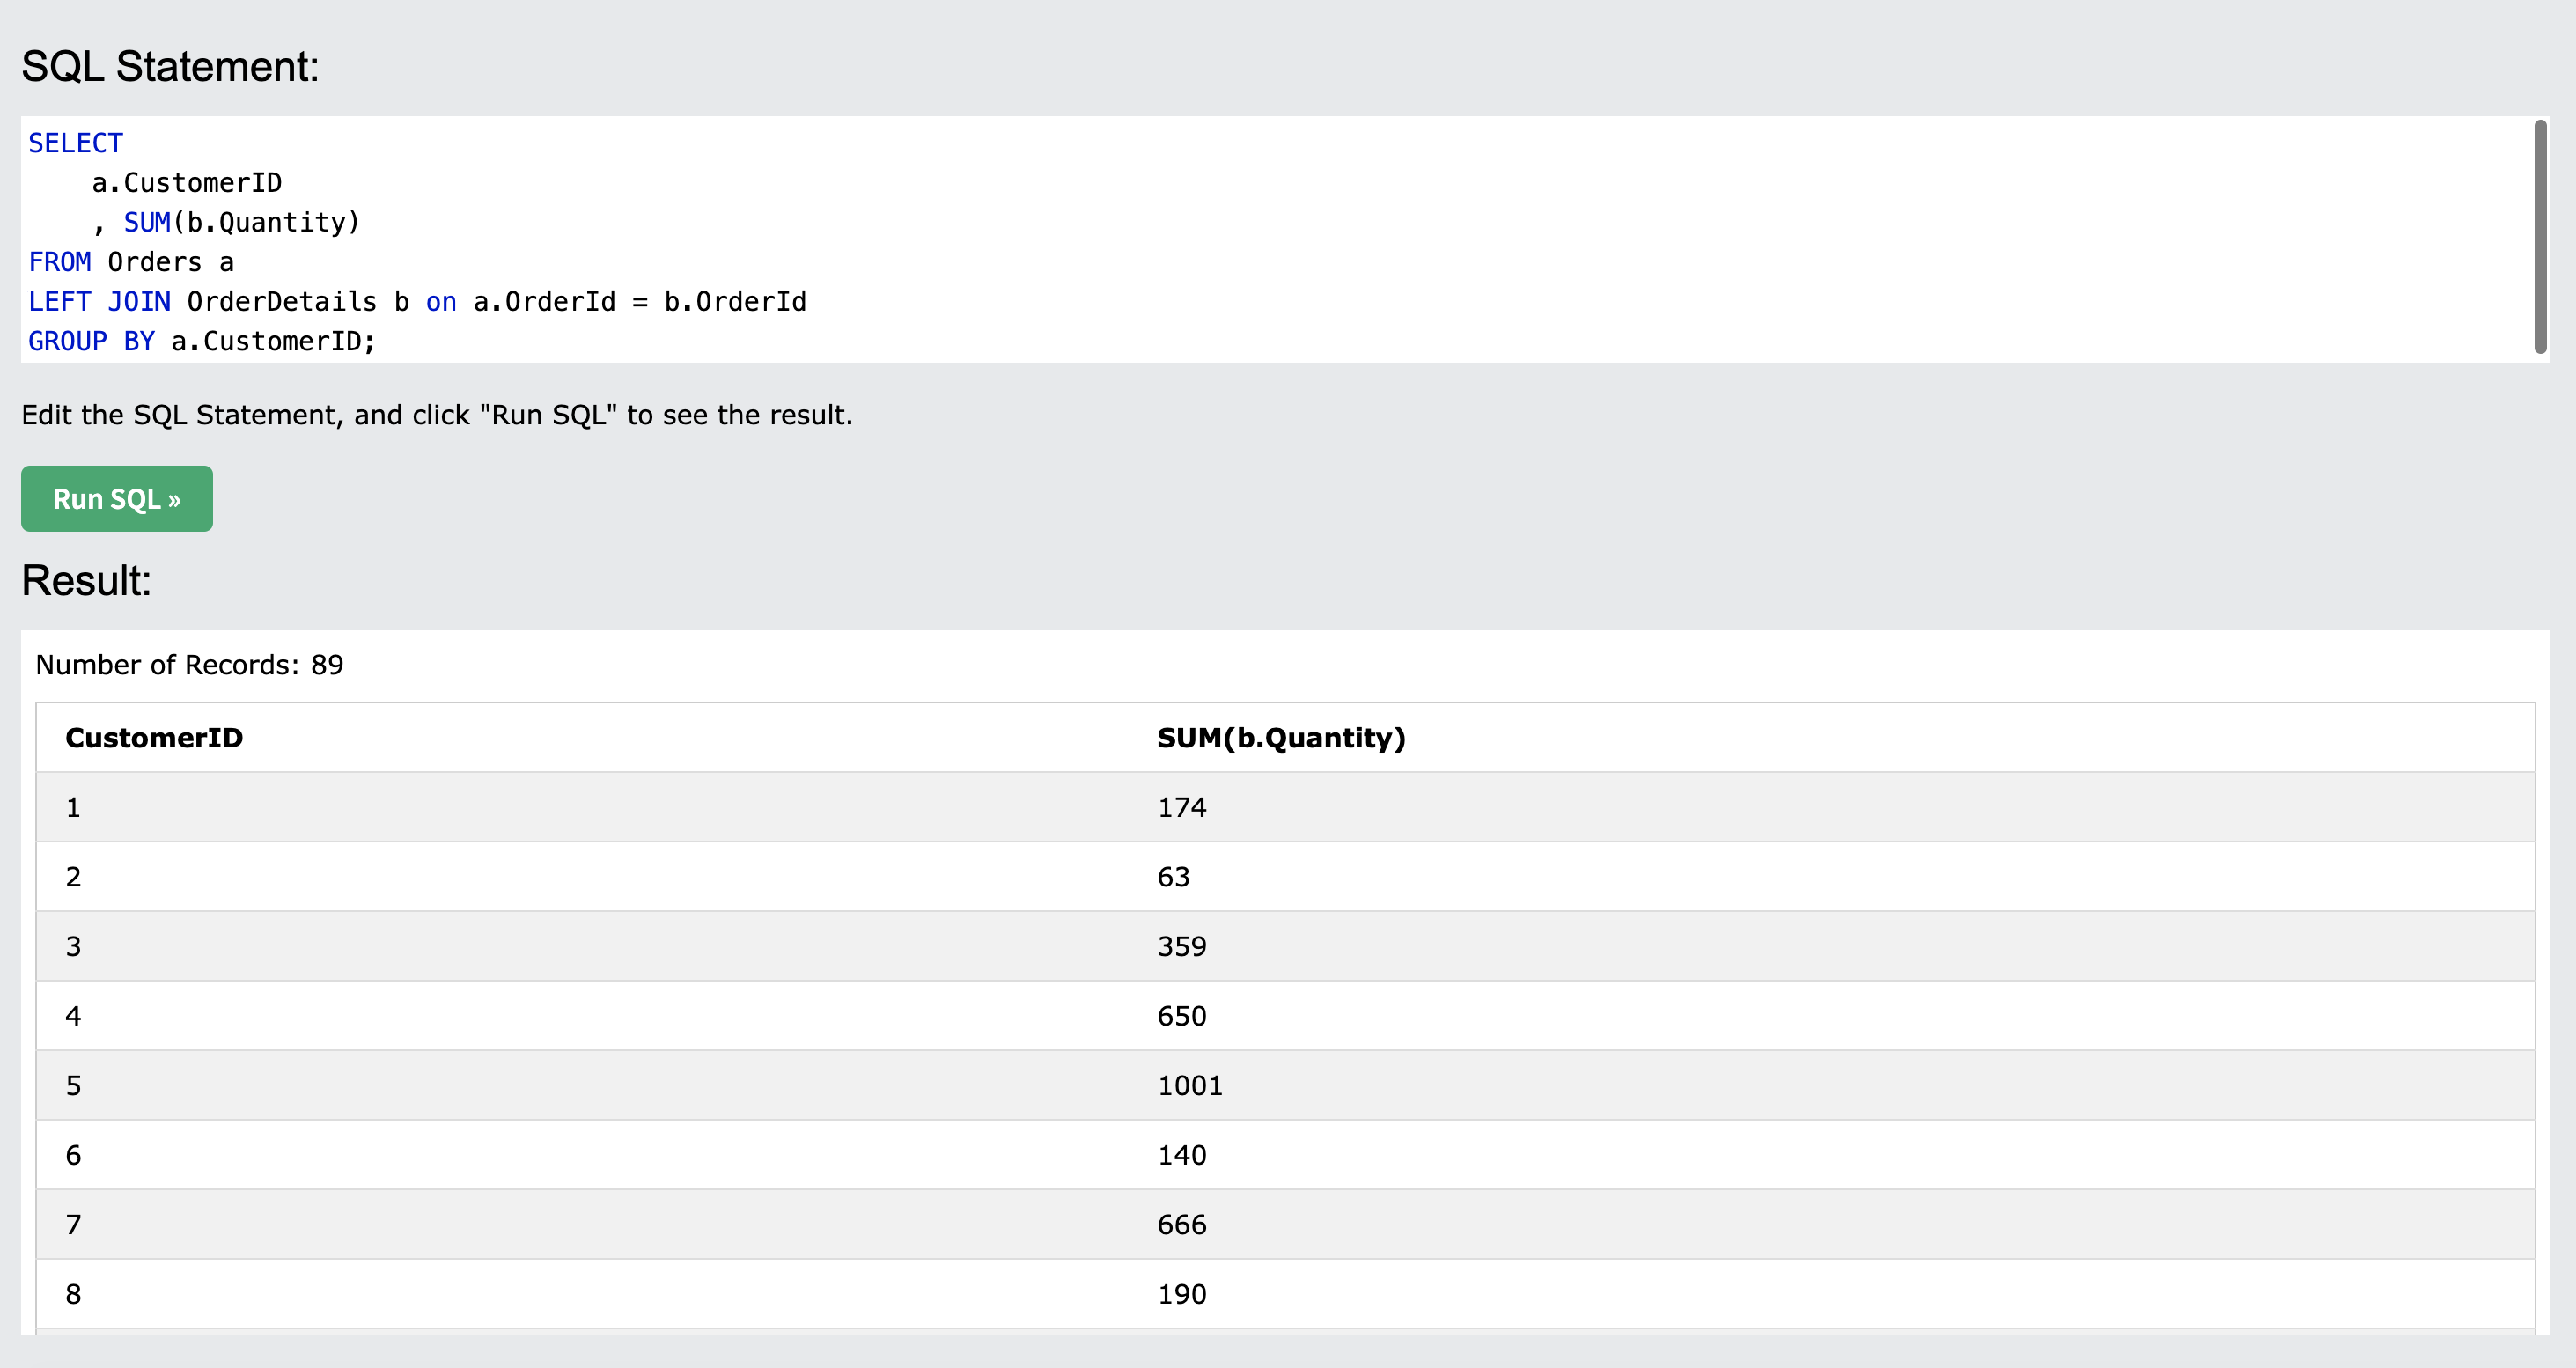 SQL Statement:
SELECT
    a.CustomerID
    , SUM(b.Quantity)
FROM Orders a
LEFT JOIN OrderDetails b on a.OrderId = b.OrderId
GROUP BY a.CustomerID;
Edit the SQL Statement, and click "Run SQL" to see the result.
Run SQL »
Result:
Number of Records: 89
CustomerID SUM(b.Quantity)
1 174
2 63
3 359
4 650
5 1001
6 140
7 666
8 190